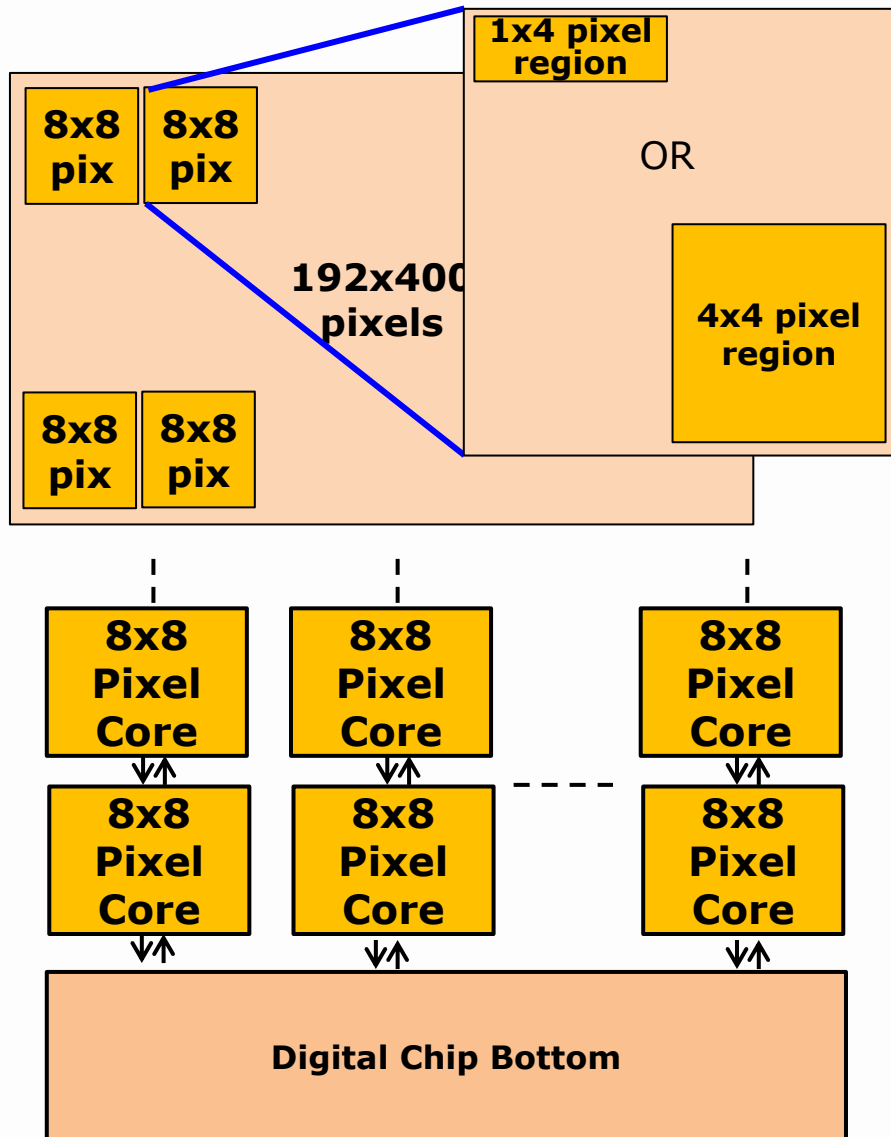 1x4 pixel
region
8x8
pix
8x8
pix
OR
192x400
pixels
4x4 pixel
region
8x8
pix
8x8
pix
8x8
Pixel
Core
8x8
Pixel
Core
8x8
Pixel
Core
8x8
Pixel
Core
8x8
Pixel
Core
8x8
Pixel
Core
Digital Chip Bottom